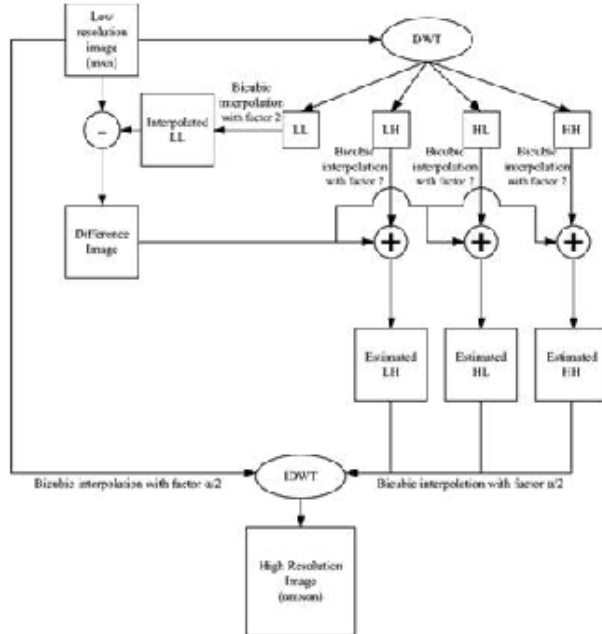 Low
resolution
image
(mxn)
DWT
Bicubic
interpolation
with factor 2
Interpolated
LL
LL
LH
HL
HH
Bicubic
interpolation
with factor 2
Bicubic
interpolation
with factor 2
Bicubic
interpolation
with factor 2
-
Difference
Image
+
+
+
Estimated
LH
Estimated
HL
Estimated
HH
IDWT
Bicubic interpolation with factor α/2
Bicubic interpolation with factor α/2
High Resolution
Image